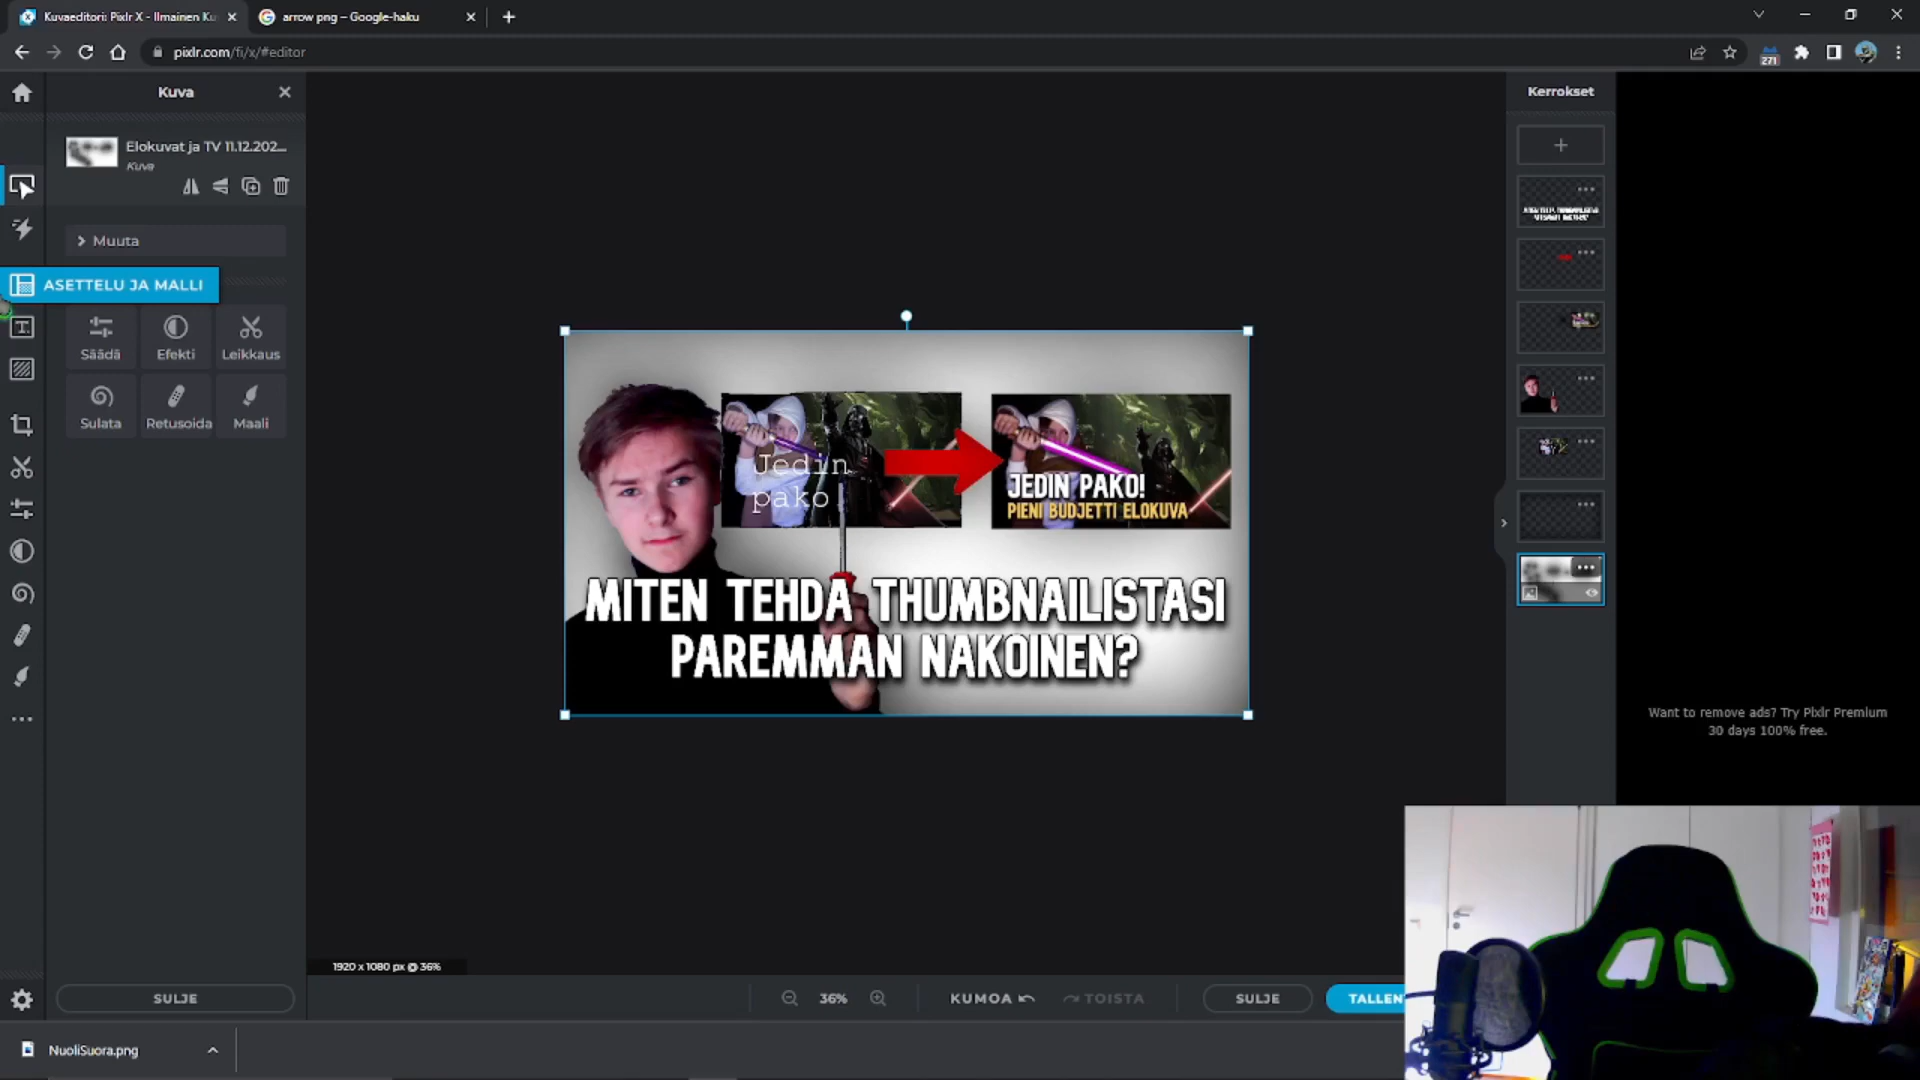 Kuvaeditori: Pixlr X - Ilmainen Ku
arrow png – Google-haku
pixlr.com/fi/x/#editor
271
Kuva
Elokuvat ja TV 11.12.202...
Kuva
Muuta
ASETTELU JA MALLI
Säädä
Efekti
Leikkaus
Sulata
Retusoida
Maali
SULJE
Jedin
pako
JEDIN PAKO!
PIENI BUDJETTI ELOKUVA
MITEN TEHDA THUMBNAILISTASI
PAREMMAN NAKOINEN?
1920 x 1080 px @ 36%
36%
KUMOA
TOISTA
SULJE
TALLEN
Kerrokset
Want to remove ads? Try Pixlr Premium
30 days 100% free.
NuoliSuora.png